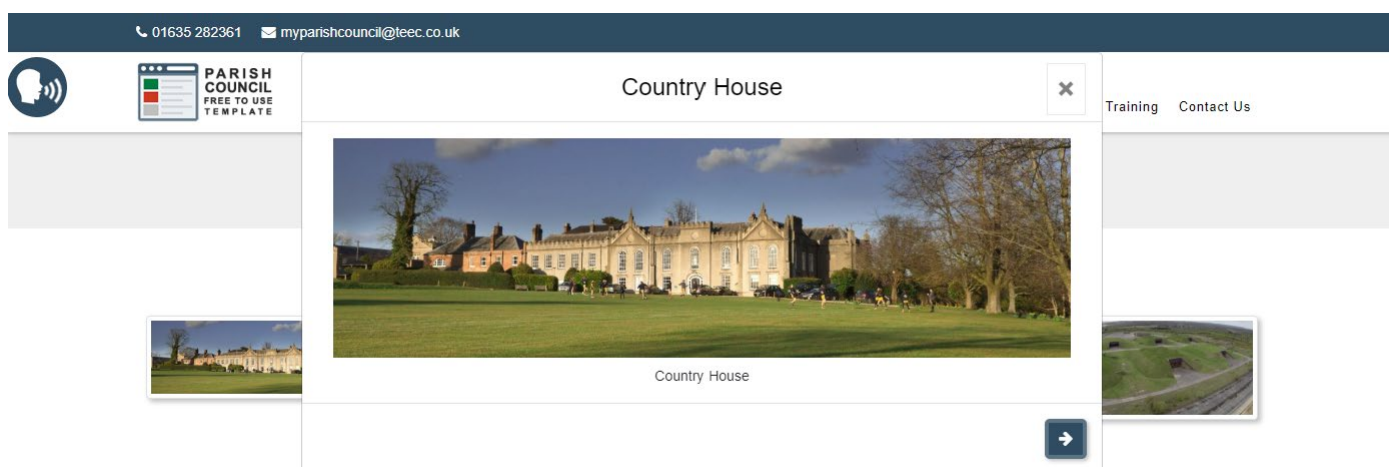 01635 282361 myparishcouncil@teec.co.uk
PARISH
COUNCIL
FREE TO USE
TEMPLATE
Country House
Training Contact Us
Country House